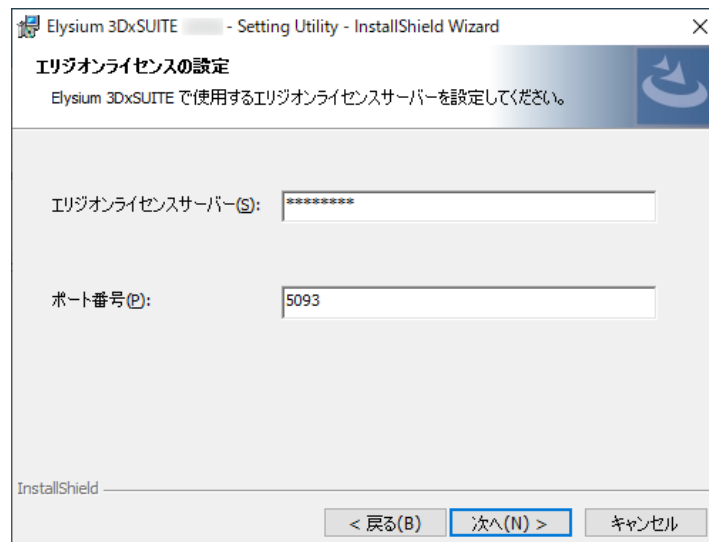 Elysium 3DxSUITE - Setting Utility - InstallShield Wizard
エリジオンライセンスの設定
Elysium 3DxSUITE で使用するエリジオンライセンスサーバーを設定してください。
エリジオンライセンスサーバー(S): ********
ポート番号(P): 5093
InstallShield
< 戻る(B) 次へ(N) > キャンセル